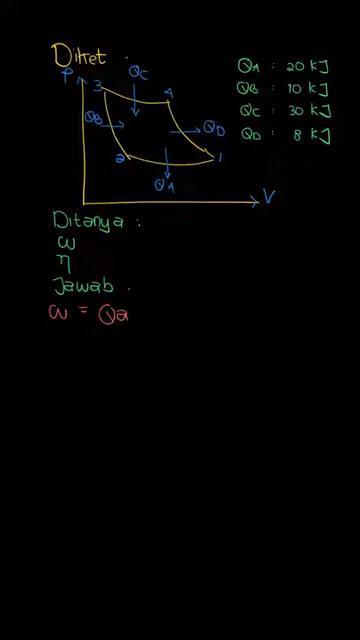 Diket :
P
3
QC
4
QB
QD
2
1
QA
V
QA : 20 KJ
QB : 10 KJ
QC : 30 KJ
QD : 8 KJ
Ditanya :
W
η
Jawab .
W = Qa